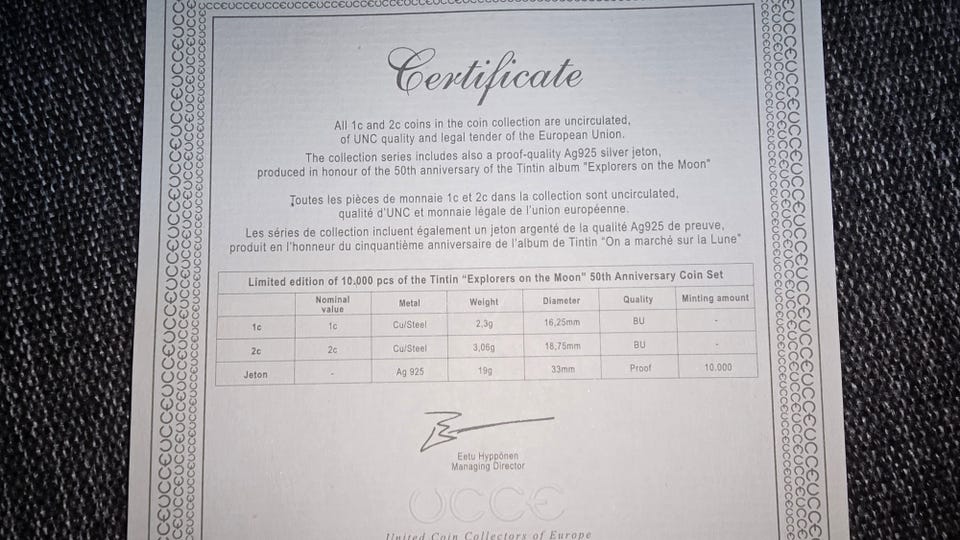 Certificate
All 1c and 2c coins in the coin collection are uncirculated,
of UNC quality and legal tender of the European Union.
The collection series includes also a proof-quality Ag925 silver jeton,
produced in honour of the 50th anniversary of the Tintin album "Explorers on the Moon"
Toutes les pièces de monnaie 1c et 2c dans la collection sont uncirculated,
qualité d'UNC et monnaie légale de l'union européenne.
Les séries de collection incluent également un jeton argenté de la qualité Ag925 de preuve,
produit en l'honneur du cinquantième anniversaire de l'album de Tintin "On a marché sur la Lune"
Limited edition of 10.000 pcs of the Tintin "Explorers on the Moon" 50th Anniversary Coin Set
Nominal value Metal Weight Diameter Quality Minting amount
1c 1c Cu/Steel 2,3g 16,25mm BU -
2c 2c Cu/Steel 3,06g 18,75mm BU -
Jeton - Ag 925 19g 33mm Proof 10.000
Eetu Hyppönen
Managing Director
UCCE
United Coin Collectors of Europe